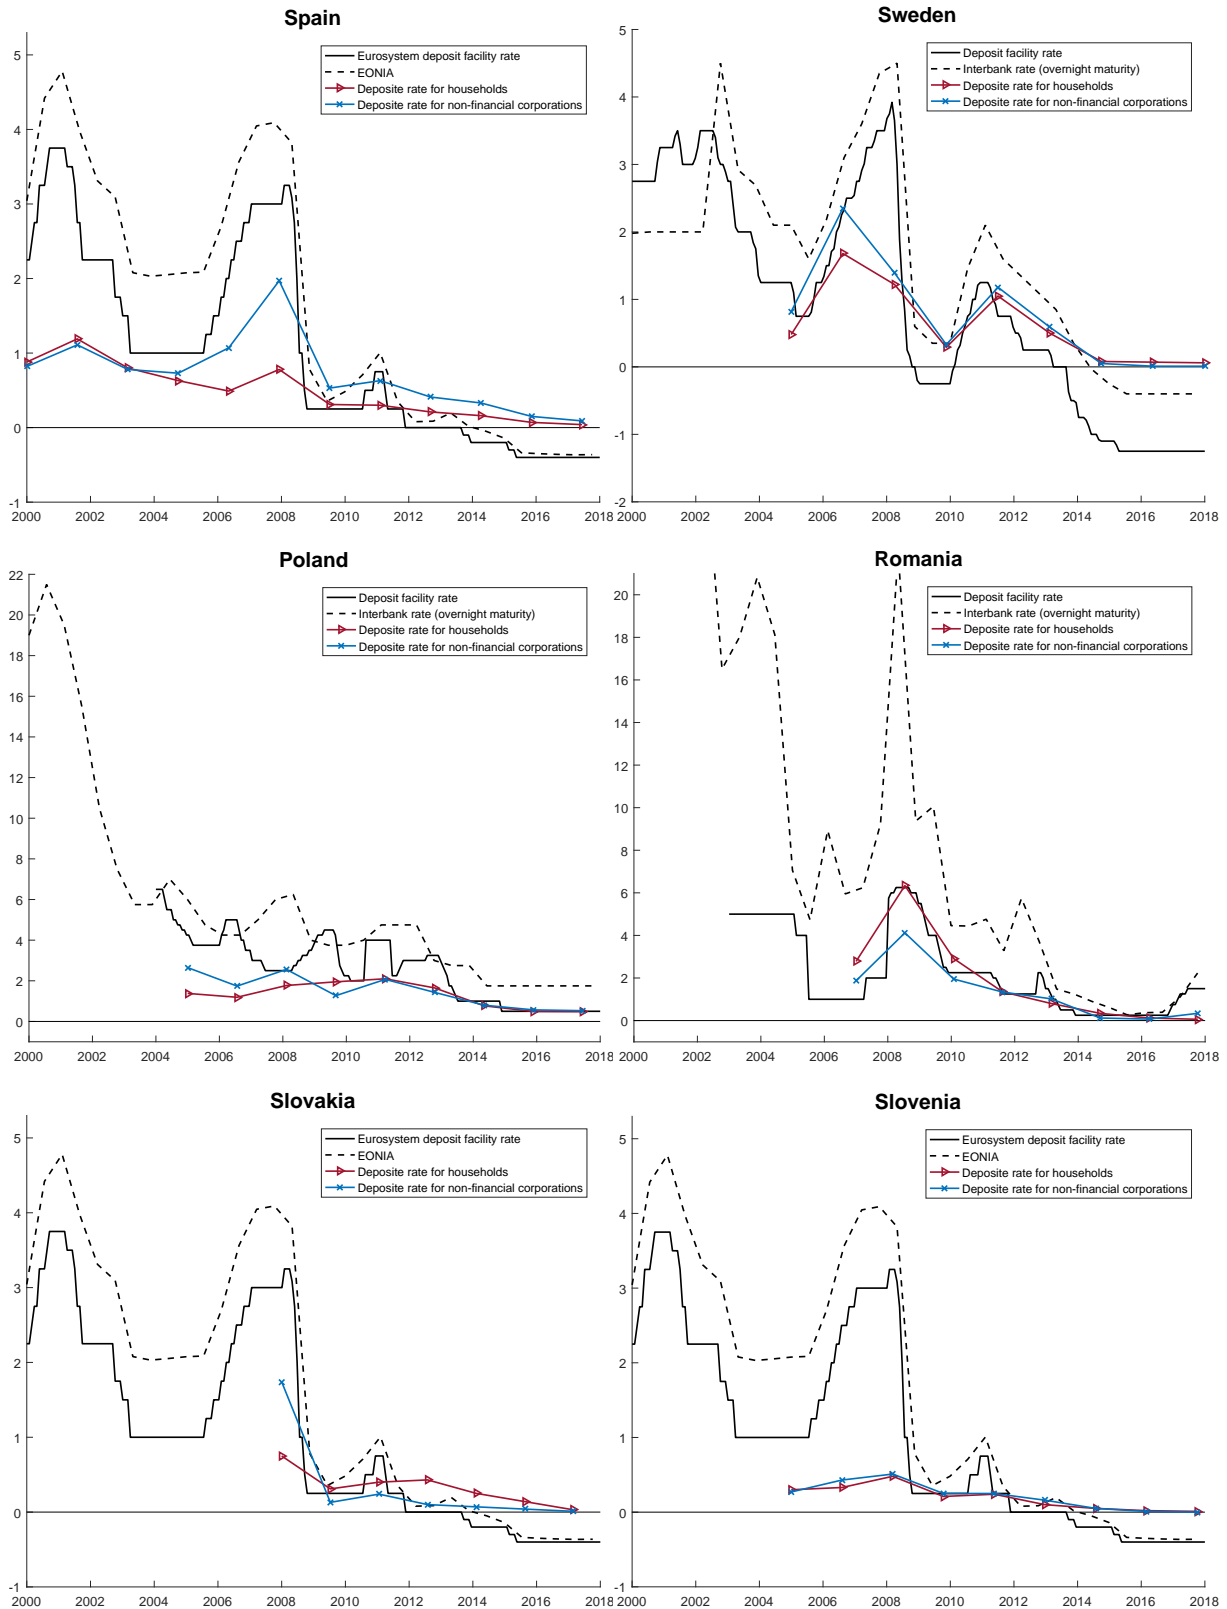 Spain
Eurosystem deposit facility rate
EONIA
Deposite rate for households
Deposite rate for non-financial corporations
5
4
3
2
1
0
-1
2000 2002 2004 2006 2008 2010 2012 2014 2016 2018
Sweden
Deposit facility rate
Interbank rate (overnight maturity)
Deposite rate for households
Deposite rate for non-financial corporations
5
4
3
2
1
0
-1
-2
2000 2002 2004 2006 2008 2010 2012 2014 2016 2018
Poland
Deposit facility rate
Interbank rate (overnight maturity)
Deposite rate for households
Deposite rate for non-financial corporations
22
20
18
16
14
12
10
8
6
4
2
0
2000 2002 2004 2006 2008 2010 2012 2014 2016 2018
Romania
Deposit facility rate
Interbank rate (overnight maturity)
Deposite rate for households
Deposite rate for non-financial corporations
20
18
16
14
12
10
8
6
4
2
0
2000 2002 2004 2006 2008 2010 2012 2014 2016 2018
Slovakia
Eurosystem deposit facility rate
EONIA
Deposite rate for households
Deposite rate for non-financial corporations
5
4
3
2
1
0
-1
2000 2002 2004 2006 2008 2010 2012 2014 2016 2018
Slovenia
Eurosystem deposit facility rate
EONIA
Deposite rate for households
Deposite rate for non-financial corporations
5
4
3
2
1
0
-1
2000 2002 2004 2006 2008 2010 2012 2014 2016 2018